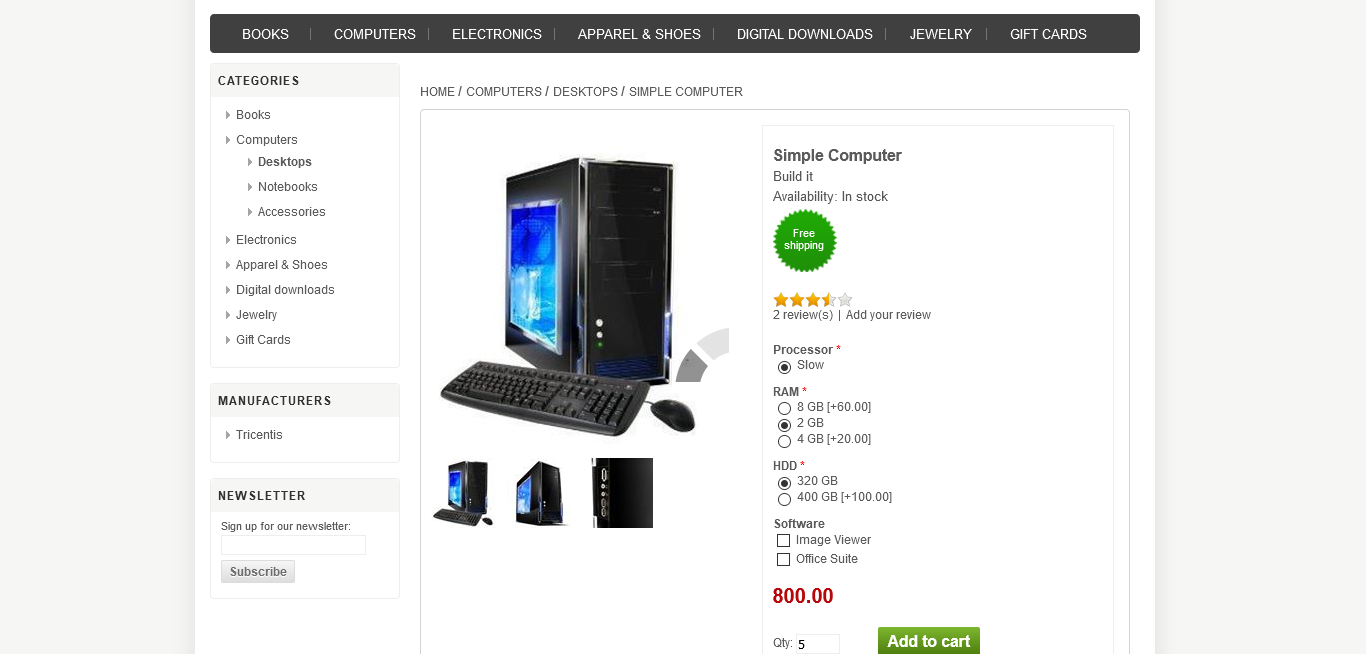 BOOKS
COMPUTERS
ELECTRONICS
APPAREL & SHOES
DIGITAL DOWNLOADS
JEWELRY
GIFT CARDS
CATEGORIES
Books
Computers
Desktops
Notebooks
Accessories
Electronics
Apparel & Shoes
Digital downloads
Jewelry
Gift Cards
MANUFACTURERS
Tricentis
NEWSLETTER
Sign up for our newsletter:
Subscribe
HOME / COMPUTERS / DESKTOPS / SIMPLE COMPUTER
Simple Computer
Build it
Availability: In stock
Free
shipping
2 review(s) | Add your review
Processor *
Slow
RAM *
8 GB [+60.00]
2 GB
4 GB [+20.00]
HDD *
320 GB
400 GB [+100.00]
Software
Image Viewer
Office Suite
800.00
Qty: 5
Add to cart